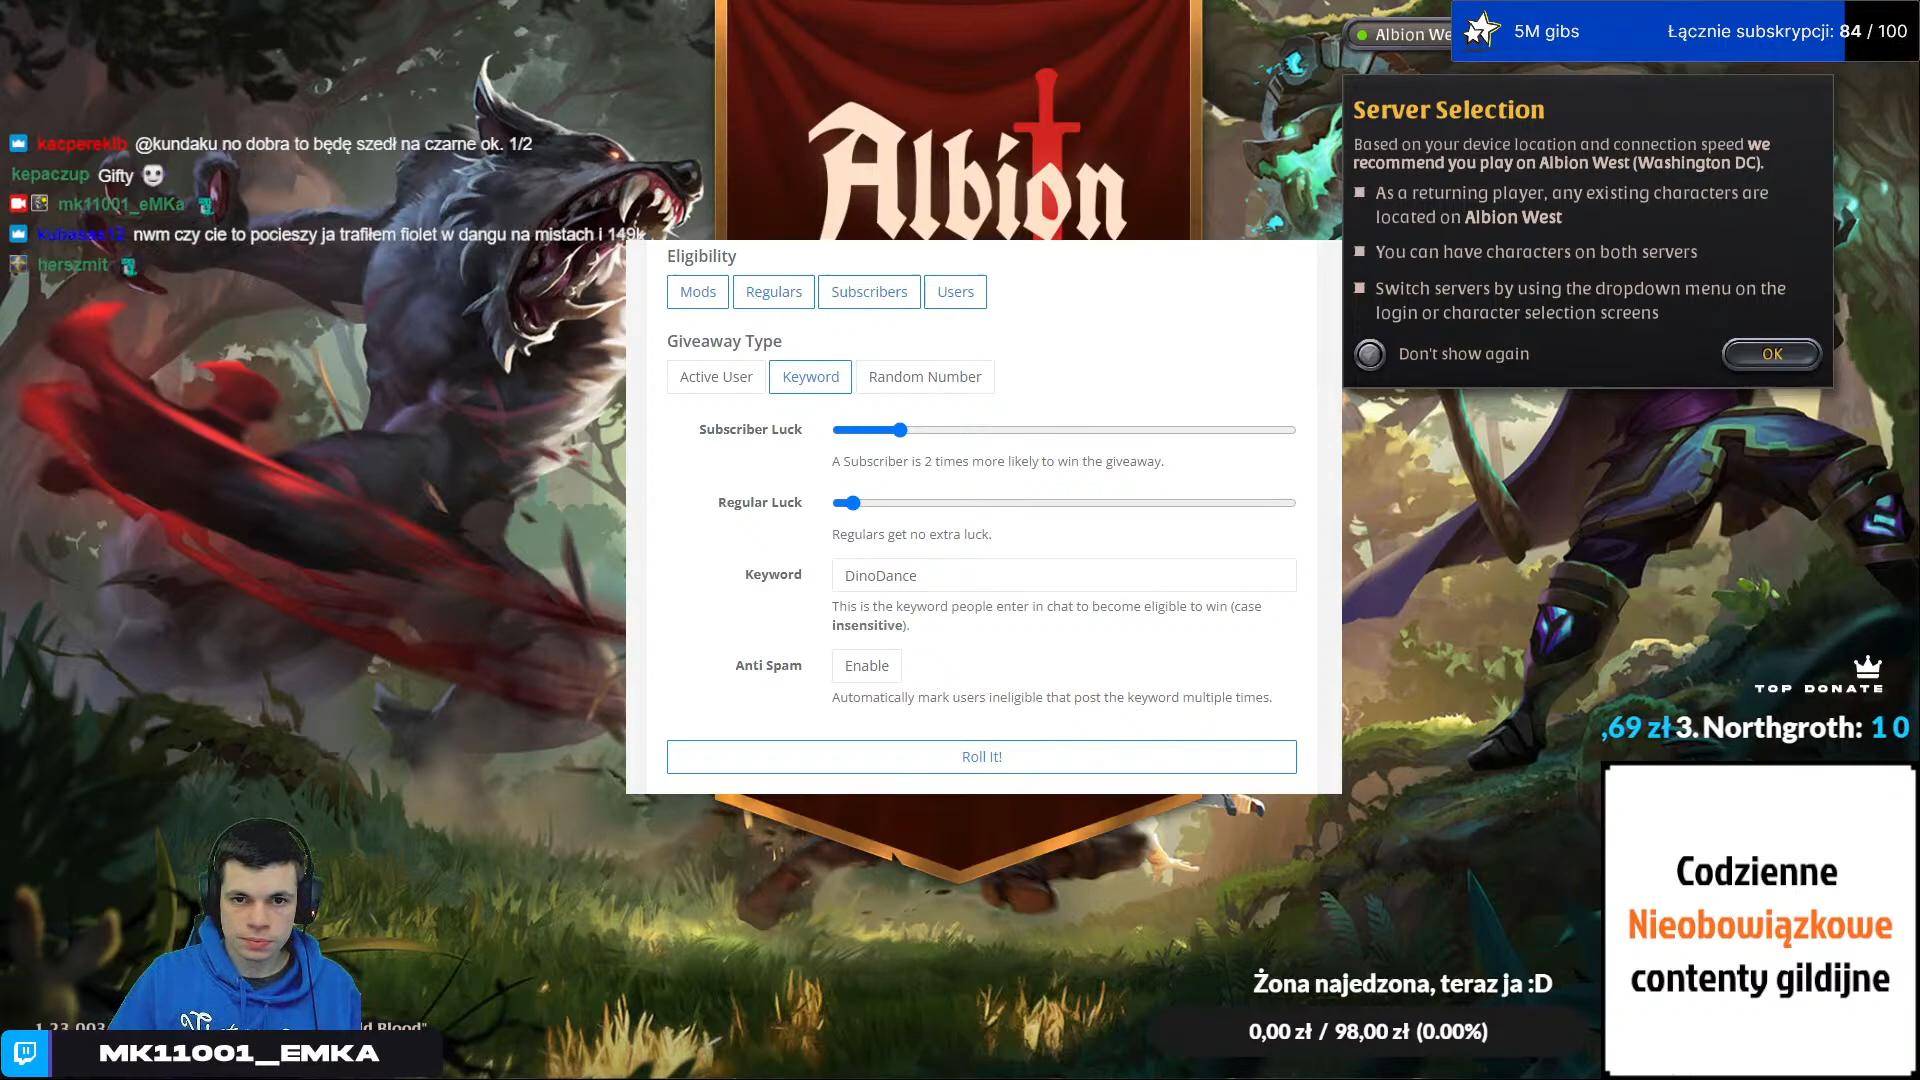 5M gibs
Łącznie subskrypcji: 84 / 100
Albion We
Server Selection
Based on your device location and connection speed we
recommend you play on Albion West (Washington DC).
As a returning player, any existing characters are
located on Albion West
You can have characters on both servers
Switch servers by using the dropdown menu on the
login or character selection screens
Don't show again
OK
kacpereklb @kundaku no dobra to będę szedł na czarne ok. 1/2
kepaczup Gifty
mk11001_eMKa
kubasas12 nwm czy cie to pocieszy ja trafiłem fiolet w dangu na mistach i 149k
herszmit
Albion
Eligibility
Mods
Regulars
Subscribers
Users
Giveaway Type
Active User
Keyword
Random Number
Subscriber Luck
A Subscriber is 2 times more likely to win the giveaway.
Regular Luck
Regulars get no extra luck.
Keyword
DinoDance
This is the keyword people enter in chat to become eligible to win (case
insensitive).
Anti Spam
Enable
Automatically mark users ineligible that post the keyword multiple times.
Roll It!
TOP DONATE
,69 zł 3. Northgroth: 10
Codzienne
Nieobowiązkowe
contenty gildijne
Żona najedzona, teraz ja :D
0,00 zł / 98,00 zł (0.00%)
1.23.003
d Blood"
MK11001_EMKA